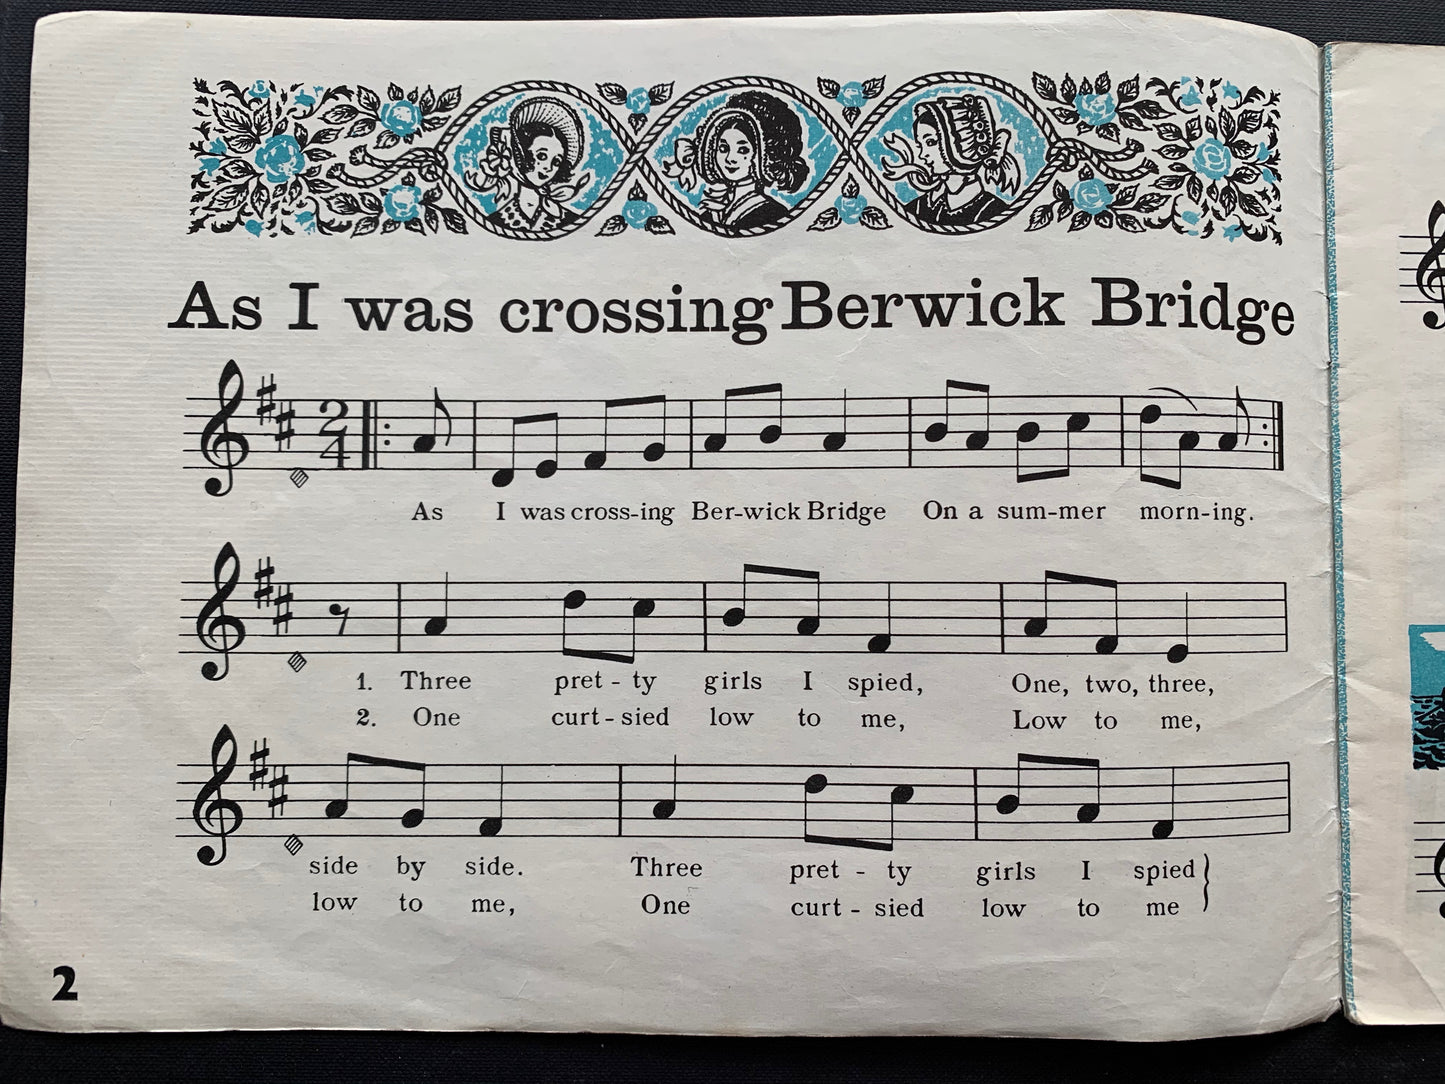 As I was crossing Berwick Bridge
2
4
As I was cross-ing Ber-wick Bridge On a sum-mer morn-ing.
1. Three pret - ty girls I spied, One, two, three,
2. One curt - sied low to me, Low to me,
side by side. Three pret - ty girls I spied
low to me, One curt - sied low to me
2